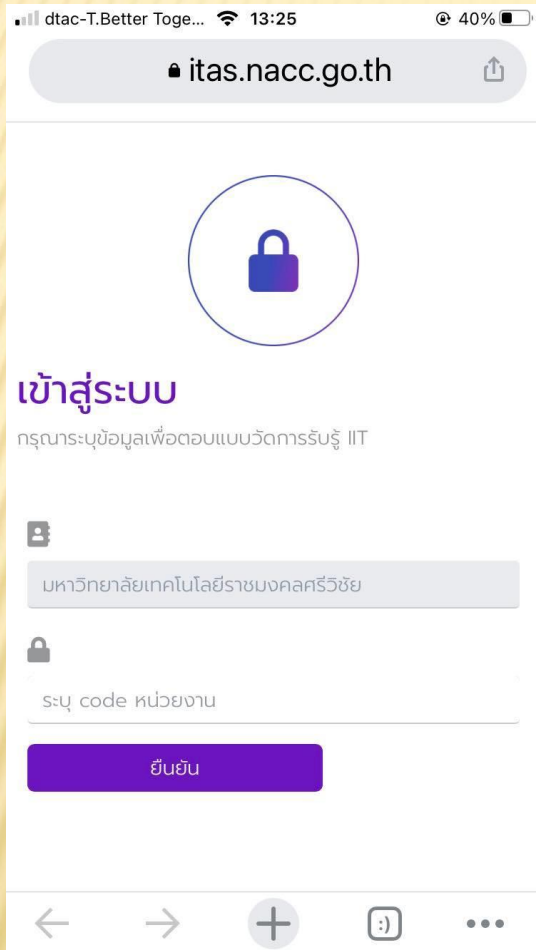 dtac-T.Better Toge... 13:25 40%
itas.nacc.go.th
เข้าสู่ระบบ
กรุณาระบุข้อมูลเพื่อตอบแบบวัดการรับรู้ IIT
มหาวิทยาลัยเทคโนโลยีราชมงคลศรีวิชัย
ระบุ code หน่วยงาน
ยืนยัน
:)